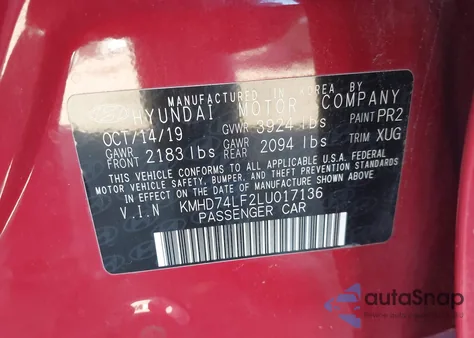 MANUFACTURED IN KOREA BY
HYUNDAI MOTOR COMPANY
OCT/14/19 GVWR 3924 lbs PAINT PR2
GAWR FRONT 2183 lbs GAWR REAR 2094 lbs TRIM XUG
THIS VEHICLE CONFORMS TO ALL APPLICABLE U.S.A. FEDERAL
MOTOR VEHICLE SAFETY, BUMPER, AND THEFT PREVENTION
STANDARDS IN EFFECT ON THE DATE OF MANUFACTURE SHOWN ABOVE.
V.I.N KMHD74LF2LU017136
PASSENGER CAR
autoSnap